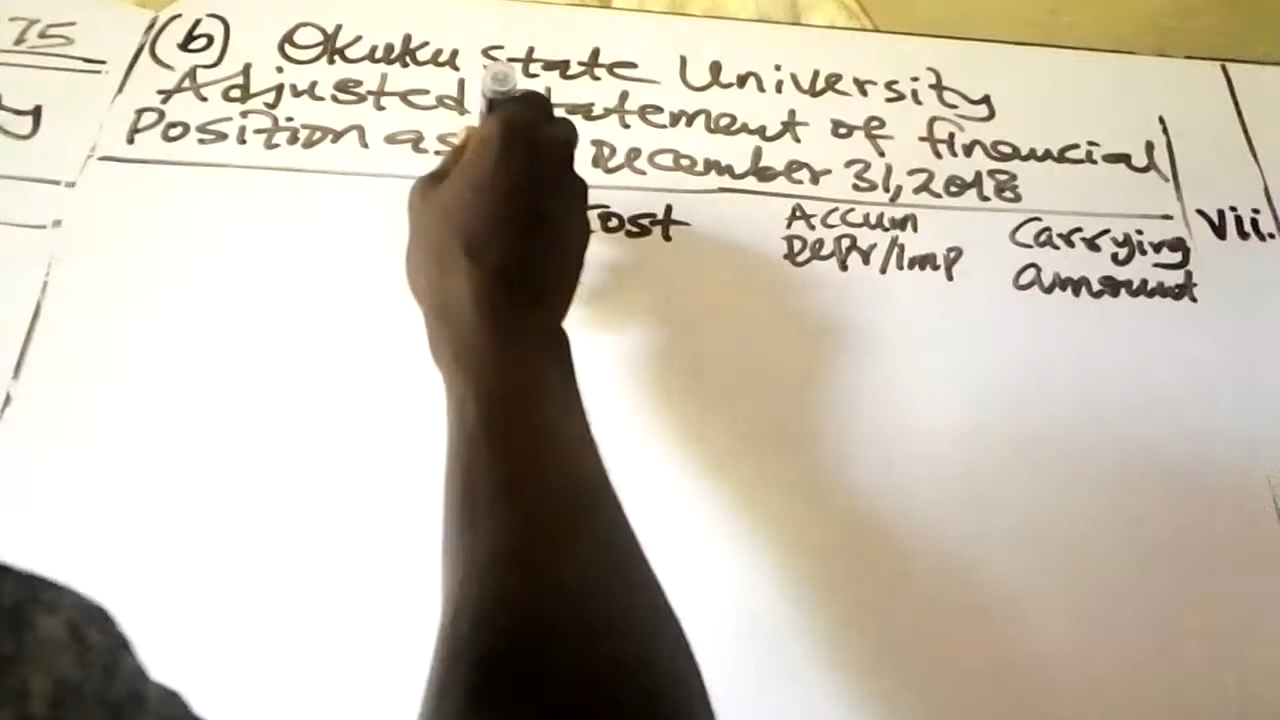 75
y
(b) Okuku State University
Adjusted Statement of financial
Position as December 31, 2018
Cost Accum Depr/Imp Carrying amount
Vii.